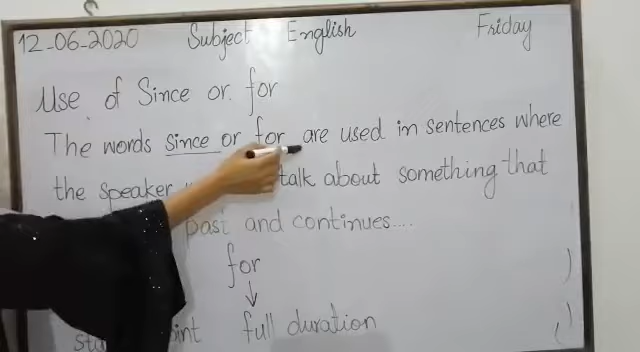 12-06-2020 Subject English Friday
Use of Since or for
The words since or for are used in sentences where
the speaker talk about something that
past and continues....
for
full duration